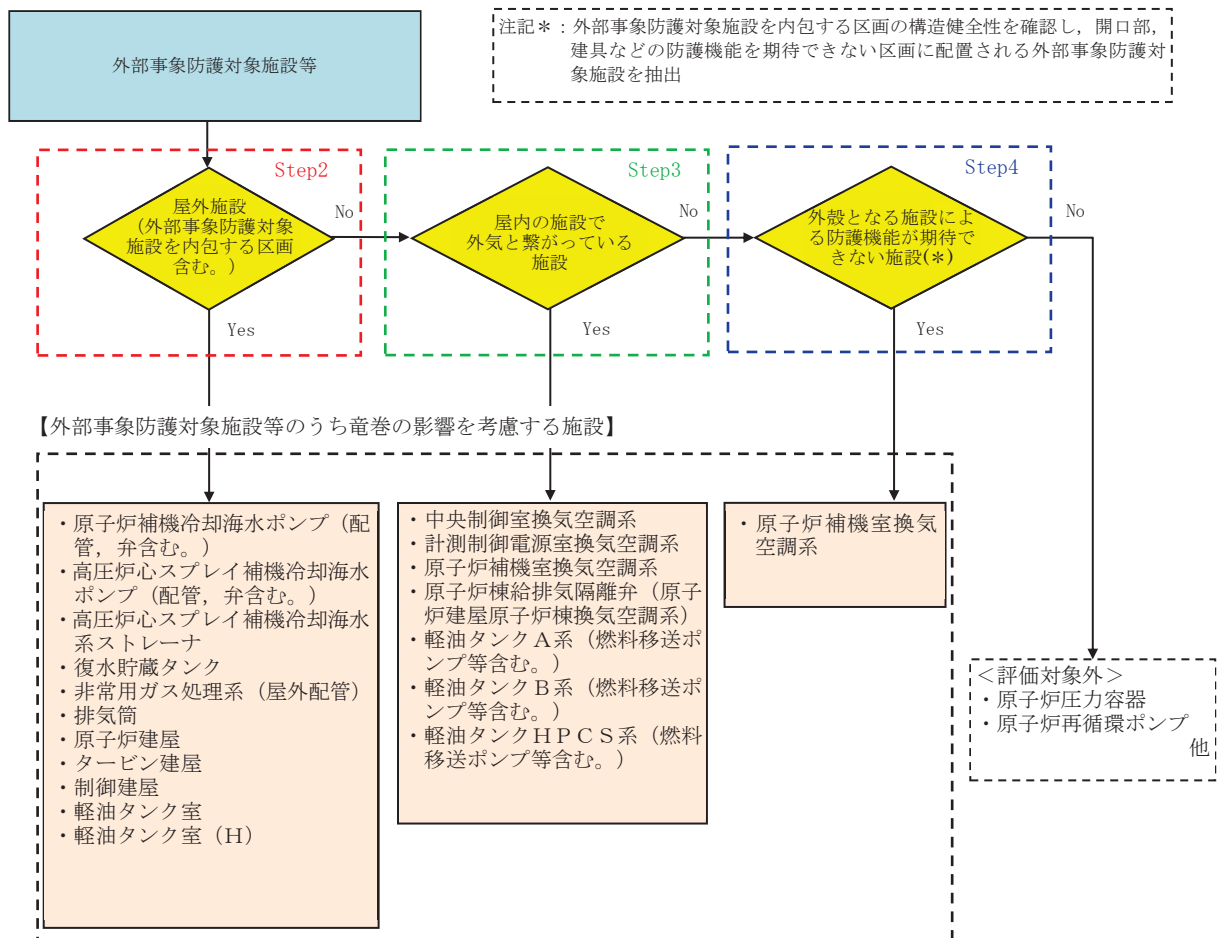 外部事象防護対象施設等
注記＊：外部事象防護対象施設を内包する区画の構造健全性を確認し，開口部，
建具などの防護機能を期待できない区画に配置される外部事象防護対
象施設を抽出
Step2
屋外施設
(外部事象防護対象
施設を内包する区画
含む。)
No
Yes
Step3
屋内の施設で
外気と繋がっている
施設
No
Yes
Step4
外殻となる施設によ
る防護機能が期待で
きない施設(＊)
No
Yes
【外部事象防護対象施設等のうち竜巻の影響を考慮する施設】
・原子炉補機冷却海水ポンプ（配
管，弁含む。）
・高圧炉心スプレイ補機冷却海水
ポンプ（配管，弁含む。）
・高圧炉心スプレイ補機冷却海水
系ストレーナ
・復水貯蔵タンク
・非常用ガス処理系（屋外配管）
・排気筒
・原子炉建屋
・タービン建屋
・制御建屋
・軽油タンク室
・軽油タンク室（H）
・中央制御室換気空調系
・計測制御電源室換気空調系
・原子炉補機室換気空調系
・原子炉棟給排気隔離弁（原子
炉建屋原子炉棟換気空調系）
・軽油タンクＡ系（燃料移送ポ
ンプ等含む。）
・軽油タンクＢ系（燃料移送ポ
ンプ等含む。）
・軽油タンクＨＰＣＳ系（燃料
移送ポンプ等含む。）
・原子炉補機室換気
空調系
＜評価対象外＞
・原子炉圧力容器
・原子炉再循環ポンプ
他